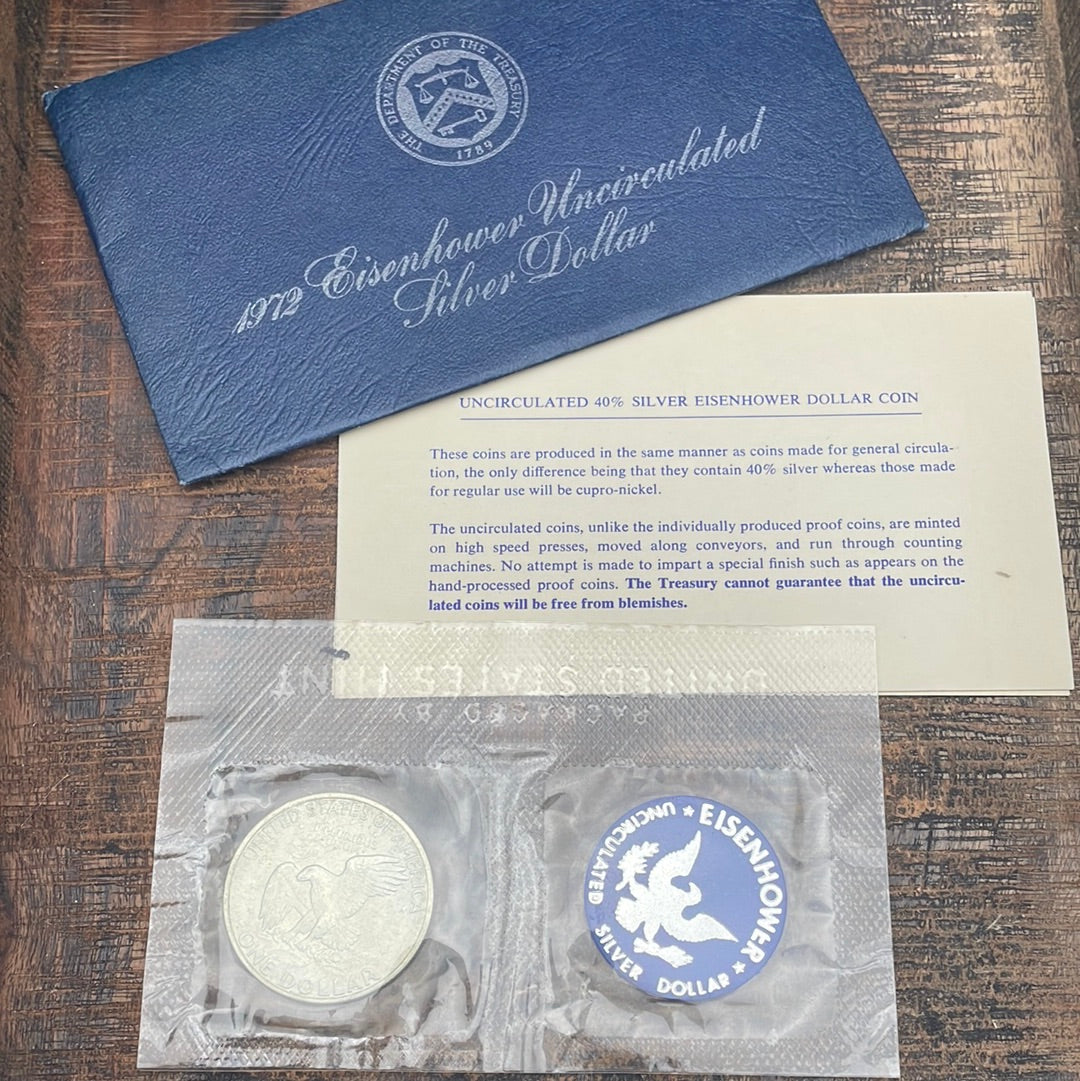 THE DEPARTMENT OF THE TREASURY
1789
1972 Eisenhower Uncirculated
Silver Dollar
UNCIRCULATED 40% SILVER EISENHOWER DOLLAR COIN
These coins are produced in the same manner as coins made for general circula-
tion, the only difference being that they contain 40% silver whereas those made
for regular use will be cupro-nickel.
The uncirculated coins, unlike the individually produced proof coins, are minted
on high speed presses, moved along conveyors, and run through counting
machines. No attempt is made to impart a special finish such as appears on the
hand-processed proof coins. The Treasury cannot guarantee that the uncircu-
lated coins will be free from blemishes.
UNITED STATES MINT
PACKAGED BY
UNITED STATES OF AMERICA
ONE DOLLAR
★ EISENHOWER ★
UNCIRCULATED SILVER DOLLAR